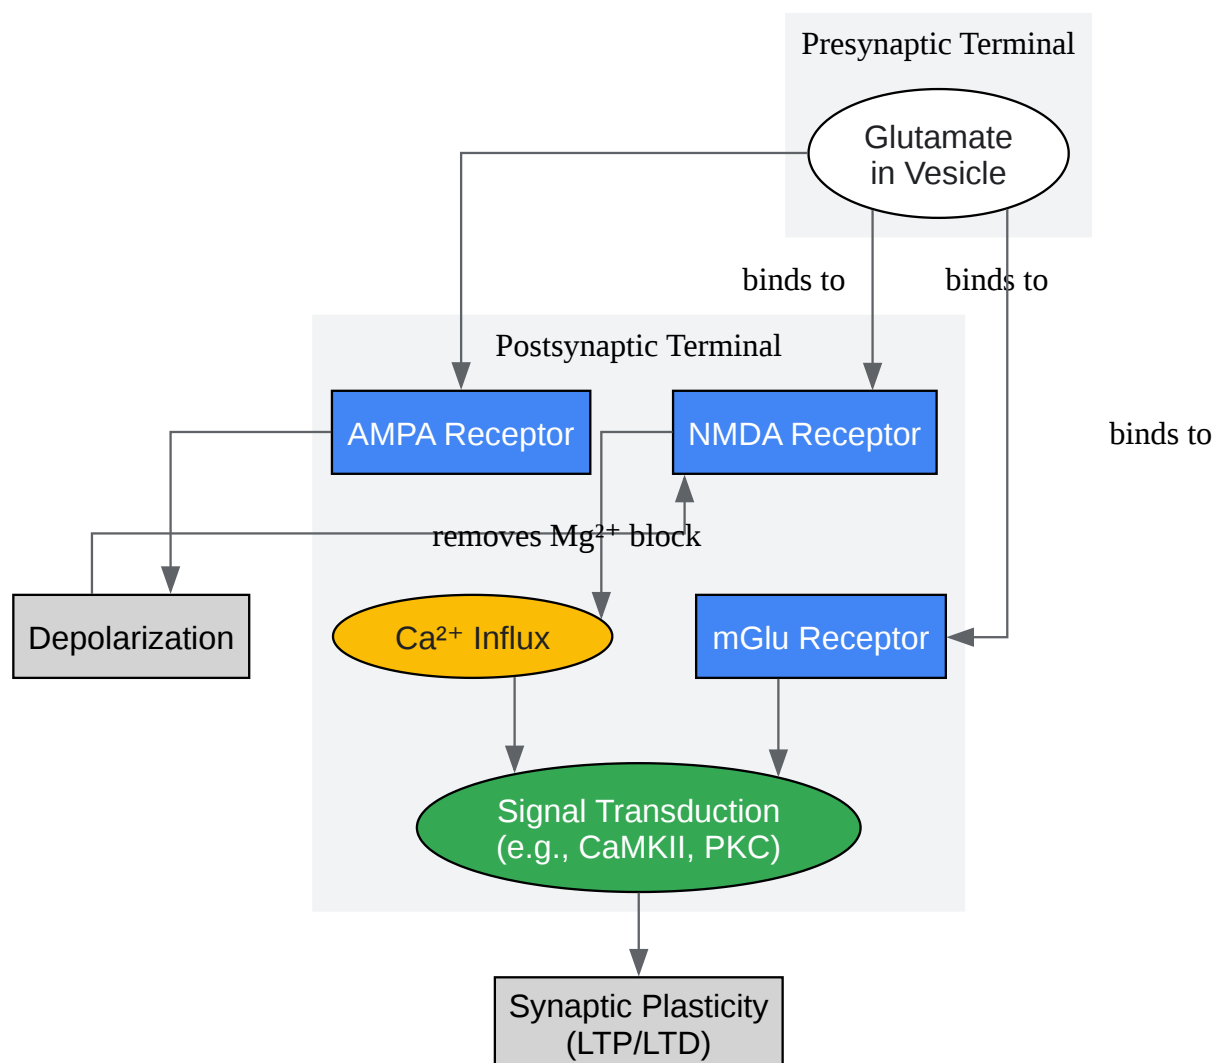 Presynaptic Terminal
Glutamate
in Vesicle
binds to
binds to
Postsynaptic Terminal
AMPA Receptor
NMDA Receptor
binds to
removes Mg²⁺ block
Depolarization
Ca²⁺ Influx
mGlu Receptor
Signal Transduction
(e.g., CaMKII, PKC)
Synaptic Plasticity
(LTP/LTD)